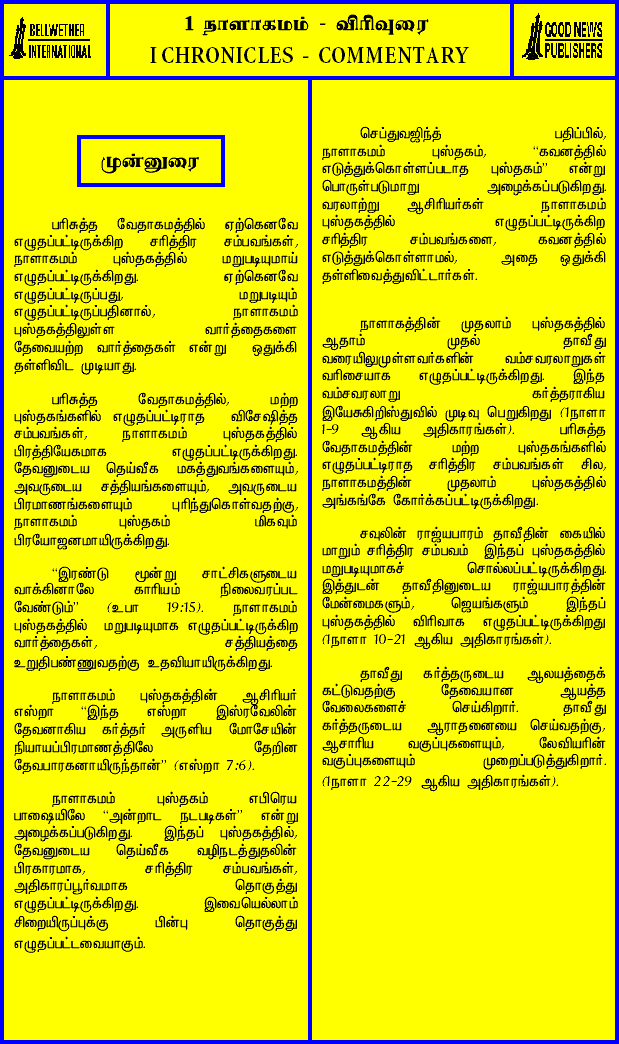 BELLWETHER
INTERNATIONAL
1 நாளாகமம் - விரிவுரை
I CHRONICLES - COMMENTARY
GOOD NEWS
PUBLISHERS
முன்னுரை
பரிசுத்த வேதாகமத்தில் ஏற்கெனவே
எழுதப்பட்டிருக்கிற சரித்திர சம்பவங்கள்,
நாளாகமம் புஸ்தகத்தில் மறுபடியுமாய்
எழுதப்பட்டிருக்கிறது. ஏற்கெனவே
எழுதப்பட்டிருப்பது, மறுபடியும்
எழுதப்பட்டிருப்பதினால், நாளாகமம்
புஸ்தகத்திலுள்ள வார்த்தைகளை
தேவையற்ற வார்த்தைகள் என்று ஒதுக்கி
தள்ளிவிட முடியாது.
பரிசுத்த வேதாகமத்தில், மற்ற
புஸ்தகங்களில் எழுதப்பட்டிராத விசேஷித்த
சம்பவங்கள், நாளாகமம் புஸ்தகத்தில்
பிரத்தியேகமாக எழுதப்பட்டிருக்கிறது.
தேவனுடைய தெய்வீக மகத்துவங்களையும்,
அவருடைய சத்தியங்களையும், அவருடைய
பிரமாணங்களையும் புரிந்துகொள்வதற்கு,
நாளாகமம் புஸ்தகம் மிகவும்
பிரயோஜனமாயிருக்கிறது.
“இரண்டு மூன்று சாட்சிகளுடைய
வாக்கினாலே காரியம் நிலைவரப்பட
வேண்டும்” (உபா 19:15). நாளாகமம்
புஸ்தகத்தில் மறுபடியுமாக எழுதப்பட்டிருக்கிற
வார்த்தைகள், சத்தியத்தை
உறுதிபண்ணுவதற்கு உதவியாயிருக்கிறது.
நாளாகமம் புஸ்தகத்தின் ஆசிரியர்
எஸ்றா “இந்த எஸ்றா இஸ்ரவேலின்
தேவனாகிய கர்த்தர் அருளிய மோசேயின்
நியாயப்பிரமாணத்திலே தேறின
தேவபாரகனாயிருந்தான்” (எஸ்றா 7:6).
நாளாகமம் புஸ்தகம் எபிரெய
பாஷையிலே “அன்றாட நடபடிகள்” என்று
அழைக்கப்படுகிறது. இந்தப் புஸ்தகத்தில்,
தேவனுடைய தெய்வீக வழிநடத்துதலின்
பிரகாரமாக, சரித்திர சம்பவங்கள்,
அதிகாரப்பூர்வமாக தொகுத்து
எழுதப்பட்டிருக்கிறது. இவையெல்லாம்
சிறையிருப்புக்கு பின்பு தொகுத்து
எழுதப்பட்டவையாகும்.
செப்துவஜிந்த் பதிப்பில்,
நாளாகமம் புஸ்தகம், “கவனத்தில்
எடுத்துக்கொள்ளப்படாத புஸ்தகம்” என்று
பொருள்படுமாறு அழைக்கப்படுகிறது.
வரலாற்று ஆசிரியர்கள் நாளாகமம்
புஸ்தகத்தில் எழுதப்பட்டிருக்கிற
சரித்திர சம்பவங்களை, கவனத்தில்
எடுத்துக்கொள்ளாமல், அதை ஒதுக்கி
தள்ளிவைத்துவிட்டார்கள்.
நாளாகத்தின் முதலாம் புஸ்தகத்தில்
ஆதாம் முதல் தாவீது
வரையிலுமுள்ளவர்களின் வம்சவரலாறுகள்
வரிசையாக எழுதப்பட்டிருக்கிறது. இந்த
வம்சவரலாறு கர்த்தராகிய
இயேசுகிறிஸ்துவில் முடிவு பெறுகிறது (1நாளா
1-9 ஆகிய அதிகாரங்கள்). பரிசுத்த
வேதாகமத்தின் மற்ற புஸ்தகங்களில்
எழுதப்பட்டிராத சரித்திர சம்பவங்கள் சில,
நாளாகமத்தின் முதலாம் புஸ்தகத்தில்
அங்கங்கே கோர்க்கப்பட்டிருக்கிறது.
சவுலின் ராஜ்யபாரம் தாவீதின் கையில்
மாறும் சரித்திர சம்பவம் இந்தப் புஸ்தகத்தில்
மறுபடியுமாகச் சொல்லப்பட்டிருக்கிறது.
இத்துடன் தாவீதினுடைய ராஜ்யபாரத்தின்
மேன்மைகளும், ஜெயங்களும் இந்தப்
புஸ்தகத்தில் விரிவாக எழுதப்பட்டிருக்கிறது
(1நாளா 10-21 ஆகிய அதிகாரங்கள்).
தாவீது கர்த்தருடைய ஆலயத்தைக்
கட்டுவதற்கு தேவையான ஆயத்த
வேலைகளைச் செய்கிறார். தாவீது
கர்த்தருடைய ஆராதனையை செய்வதற்கு,
ஆசாரிய வகுப்புகளையும், லேவியரின்
வகுப்புகளையும் முறைப்படுத்துகிறார்.
(1நாளா 22-29 ஆகிய அதிகாரங்கள்).